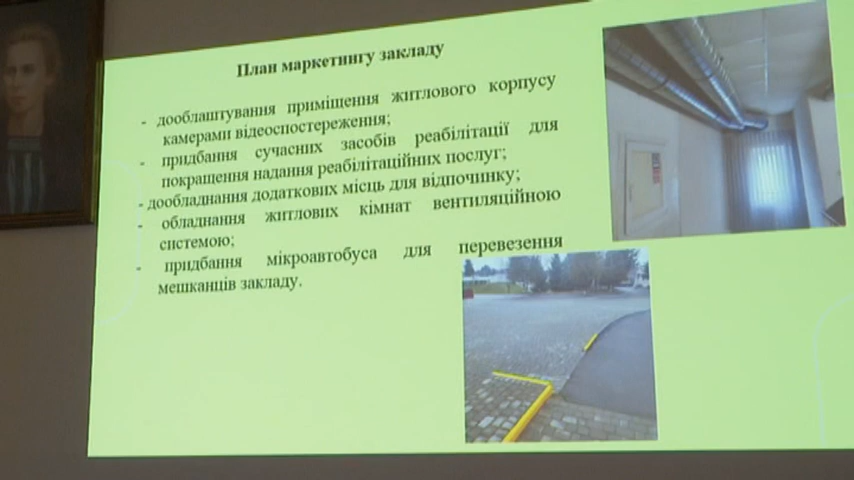 План маркетингу закладу
- дооблаштування приміщення житлового корпусу
камерами відеоспостереження;
- придбання сучасних засобів реабілітації для
покращення надання реабілітаційних послуг;
- дообладнання додаткових місць для відпочинку;
- обладнання житлових кімнат вентиляційною
системою;
- придбання мікроавтобуса для перевезення
мешканців закладу.